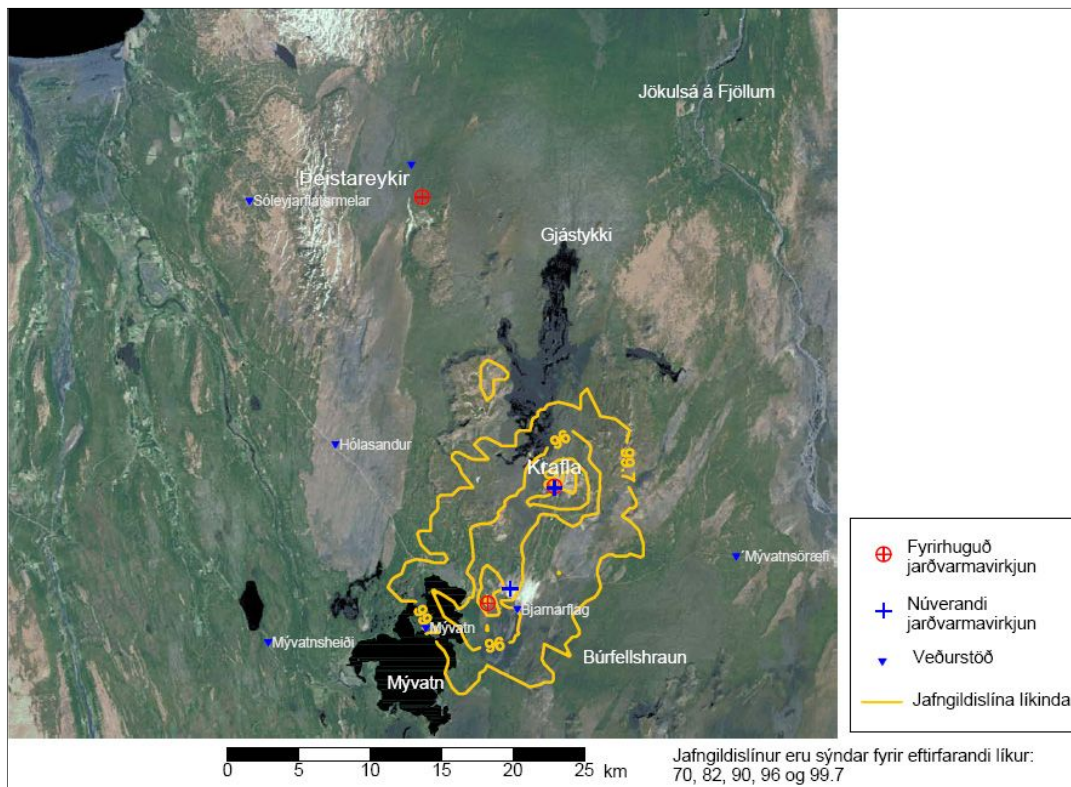 Jökulsá á Fjöllum
Þeistareykir
Sóleyjarflatsrmelar
Gjástykki
96
Krafla
99.7
Hólasandur
Mývatnsöræfi
Bjarnarflag
Mývatn
96
Mývatnsheiði
Búrfellshraun
Mývatn
Fyrirhuguð
jarðvarmavirkjun
Núverandi
jarðvarmavirkjun
Veðurstöð
Jafngildislína líkinda
0 5 10 15 20 25 km
Jafngildislínur eru sýndar fyrir eftirfarandi líkur:
70, 82, 90, 96 og 99.7